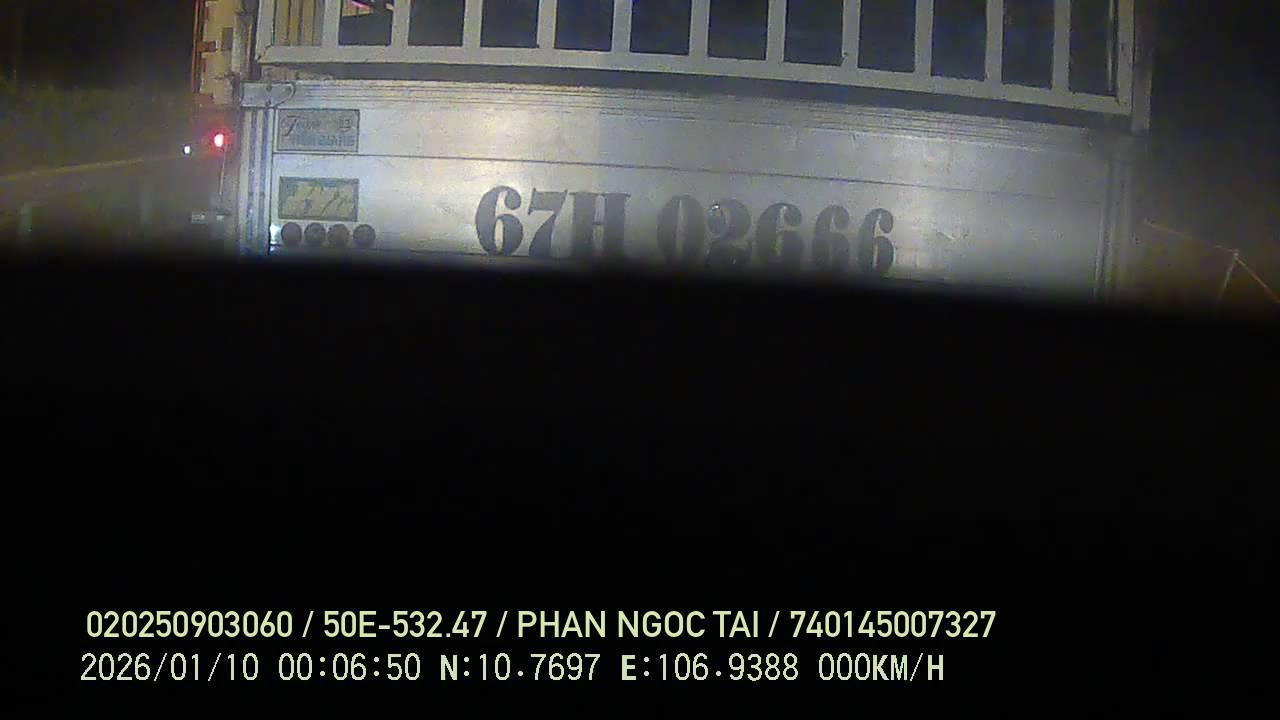 67H 02666
020250903060 / 50E-532.47 / PHAN NGOC TAI / 740145007327
2026/01/10 00:06:50 N:10.7697 E:106.9388 000KM/H